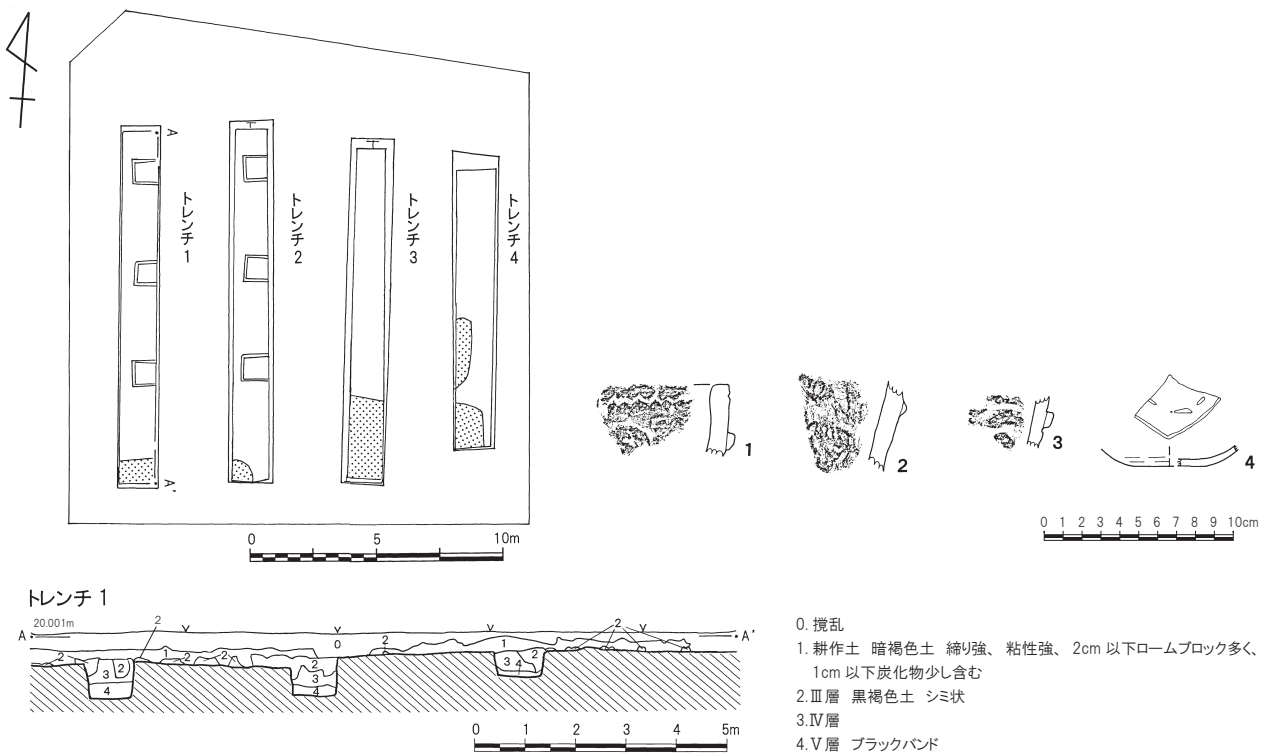 A
A'
トレンチ1
トレンチ2
トレンチ3
トレンチ4
0 5 10m
1
2
3
4
0 1 2 3 4 5 6 7 8 9 10cm
トレンチ 1
A 20.001m 2 0 2 2 A'
2 1 2 2 2 2 1 2
3 2 3 3 4
4 4
0 1 2 3 4 5m
0. 撹乱
1. 耕作土 暗褐色土 締り強、 粘性強、 2cm 以下ロームブロック多く、
1cm 以下炭化物少し含む
2.Ⅲ層 黒褐色土 シミ状
3.Ⅳ層
4.Ⅴ層 ブラックバンド